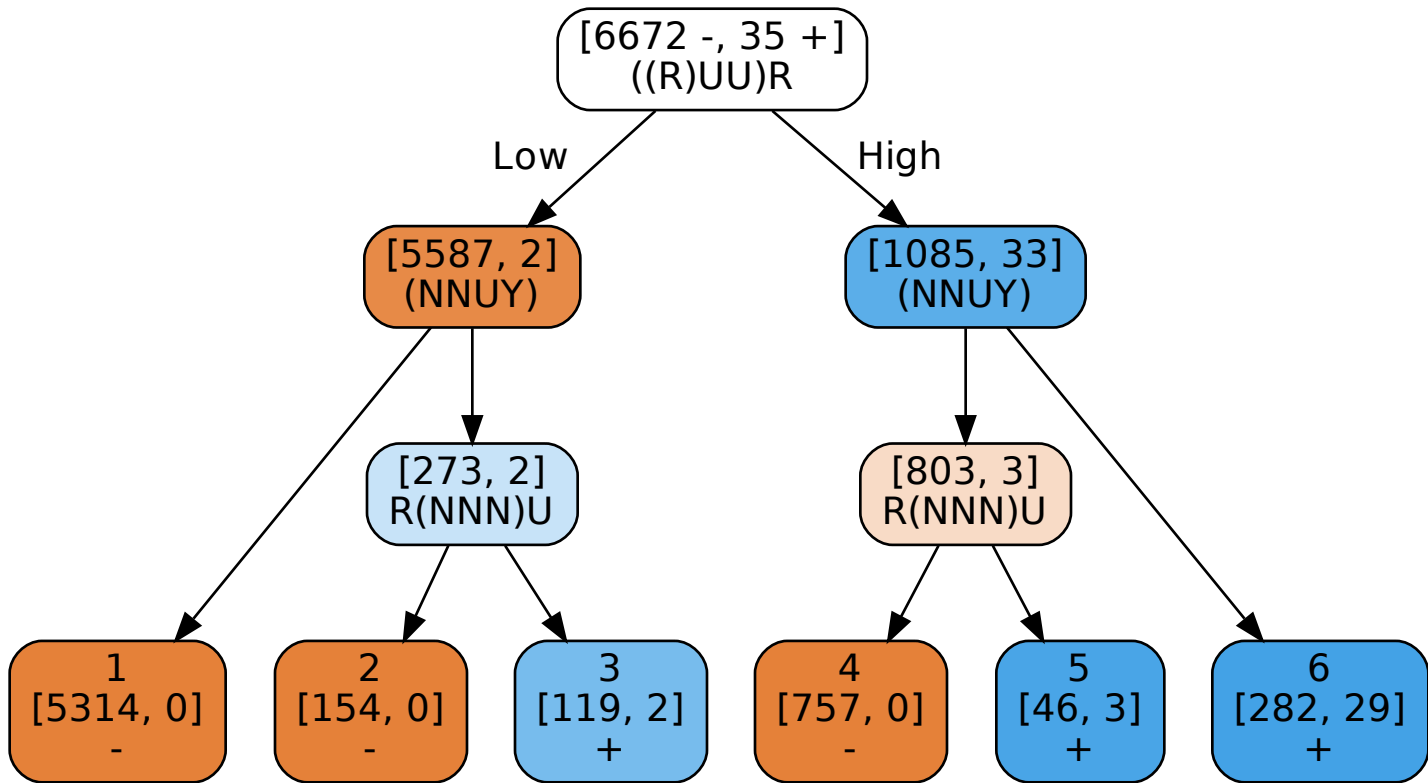 [6672 -, 35 +]
((R)UU)R
Low
High
[5587, 2]
(NNUY)
[1085, 33]
(NNUY)
[273, 2]
R(NNN)U
[803, 3]
R(NNN)U
1
[5314, 0]
-
2
[154, 0]
-
3
[119, 2]
+
4
[757, 0]
-
5
[46, 3]
+
6
[282, 29]
+